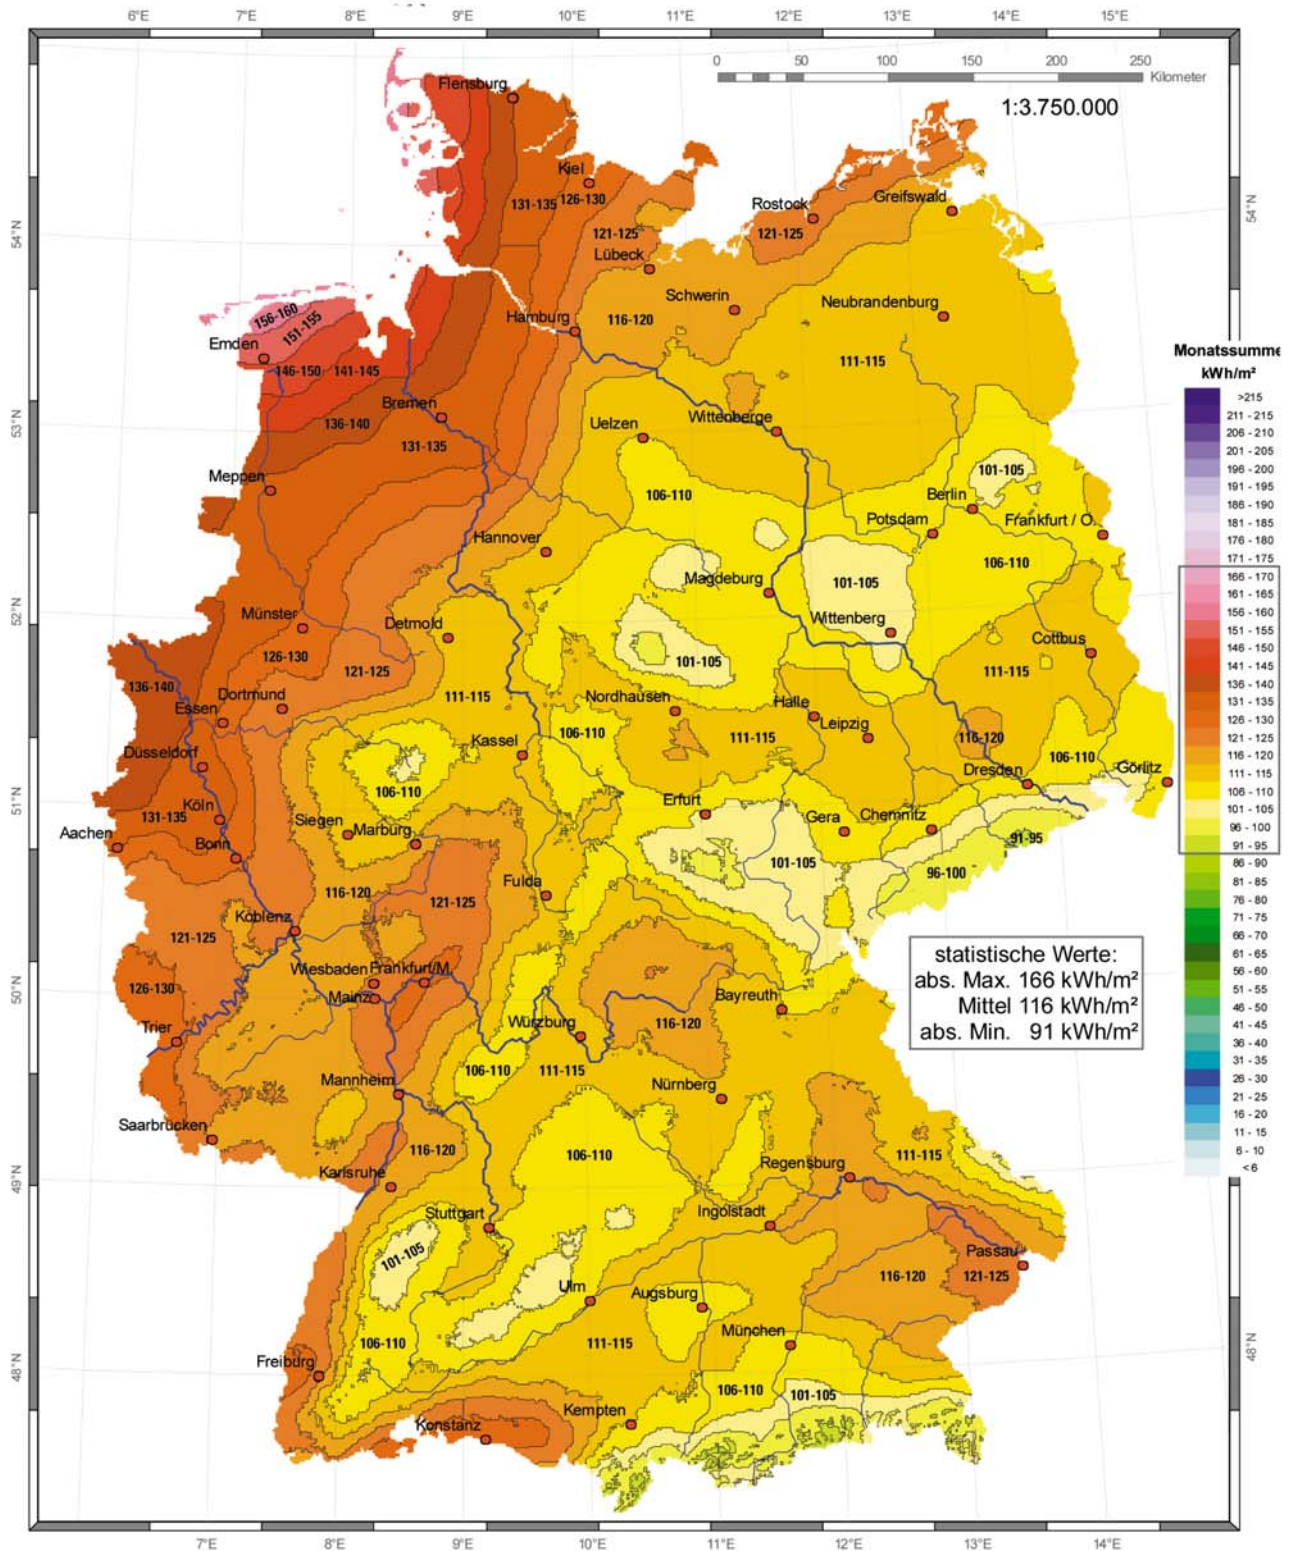 6°E 7°E 8°E 9°E 10°E 11°E 12°E 13°E 14°E 15°E
0 50 100 150 200 250
Kilometer
1:3.750.000
Flensburg
Kiel
131-135 126-130
Greifswald
Rostock
121-125
121-125
Lübeck
54°N
54°N
Schwerin
Neubrandenburg
156-160
151-155
Hamburg
116-120
Emden
111-115
146-150 141-145
Monatssumme
kWh/m²
>215
211 - 215
206 - 210
201 - 205
196 - 200
191 - 195
186 - 190
181 - 185
176 - 180
171 - 175
166 - 170
161 - 165
156 - 160
151 - 155
146 - 150
141 - 145
136 - 140
131 - 135
126 - 130
121 - 125
116 - 120
111 - 115
106 - 110
101 - 105
96 - 100
91 - 95
86 - 90
81 - 85
76 - 80
71 - 75
66 - 70
61 - 65
56 - 60
51 - 55
46 - 50
41 - 45
36 - 40
31 - 35
26 - 30
21 - 25
16 - 20
11 - 15
6 - 10
< 6
Bremen
136-140
53°N
Uelzen
Wittenberge
131-135
Meppen
106-110
101-105
Berlin
Potsdam
Frankfurt / O.
Hannover
106-110
Magdeburg
101-105
52°N
Münster
Detmold
Wittenberg
Cottbus
126-130
121-125
101-105
111-115
136-140
Dortmund
111-115
Nordhausen
Halle
Essen
Leipzig
Kassel
106-110
111-115
116-120
Düsseldorf
106-110
Dresden
Görlitz
51°N
106-110
Köln
131-135
Siegen
Marburg
Erfurt
Gera
Chemnitz
Aachen
Bonn
91-95
101-105
96-100
116-120
121-125
Fulda
Koblenz
121-125
statistische Werte:
abs. Max. 166 kWh/m²
Mittel 116 kWh/m²
abs. Min. 91 kWh/m²
Wiesbaden
Frankfurt/M.
50°N
126-130
Mainz
Bayreuth
Trier
Würzburg
116-120
106-110
111-115
Mannheim
Nürnberg
Saarbrücken
116-120
106-110
111-115
Karlsruhe
Regensburg
49°N
Stuttgart
Ingolstadt
101-105
Passau
116-120
121-125
Ulm
Augsburg
106-110
111-115
München
48°N
48°N
Freiburg
106-110
101-105
Konstanz
Kempten
7°E 8°E 9°E 10°E 11°E 12°E 13°E 14°E